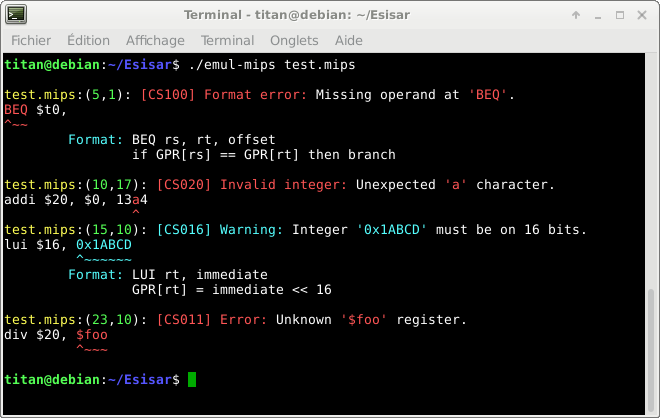 Terminal - titan@debian: ~/Esisar
Fichier Édition Affichage Terminal Onglets Aide
titan@debian:~/Esisar$ ./emul-mips test.mips
test.mips:(5,1): [CS100] Format error: Missing operand at 'BEQ'.
BEQ $t0,
^~~
Format: BEQ rs, rt, offset
if GPR[rs] == GPR[rt] then branch
test.mips:(10,17): [CS020] Invalid integer: Unexpected 'a' character.
addi $20, $0, 13a4
^
test.mips:(15,10): [CS016] Warning: Integer '0x1ABCD' must be on 16 bits.
lui $16, 0x1ABCD
^~~~~~~
Format: LUI rt, immediate
GPR[rt] = immediate << 16
test.mips:(23,10): [CS011] Error: Unknown '$foo' register.
div $20, $foo
^~~~
titan@debian:~/Esisar$